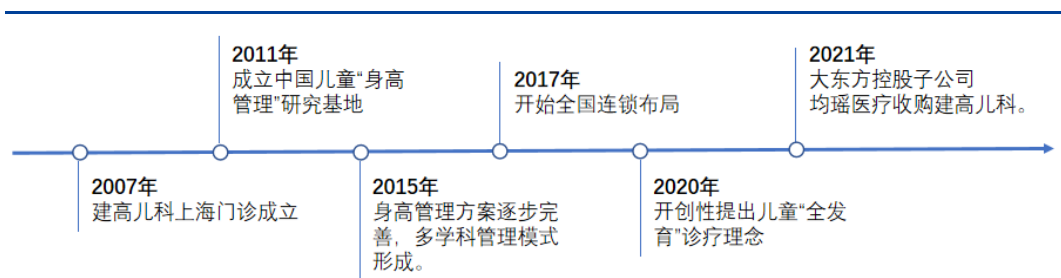 2011年
成立中国儿童“身高
管理”研究基地
2017年
开始全国连锁布局
2021年
大东方控股子公司
均瑶医疗收购建高儿科。
2007年
建高儿科上海门诊成立
2015年
身高管理方案逐步完
善，多学科管理模式
形成。
2020年
开创性提出儿童“全发
育”诊疗理念